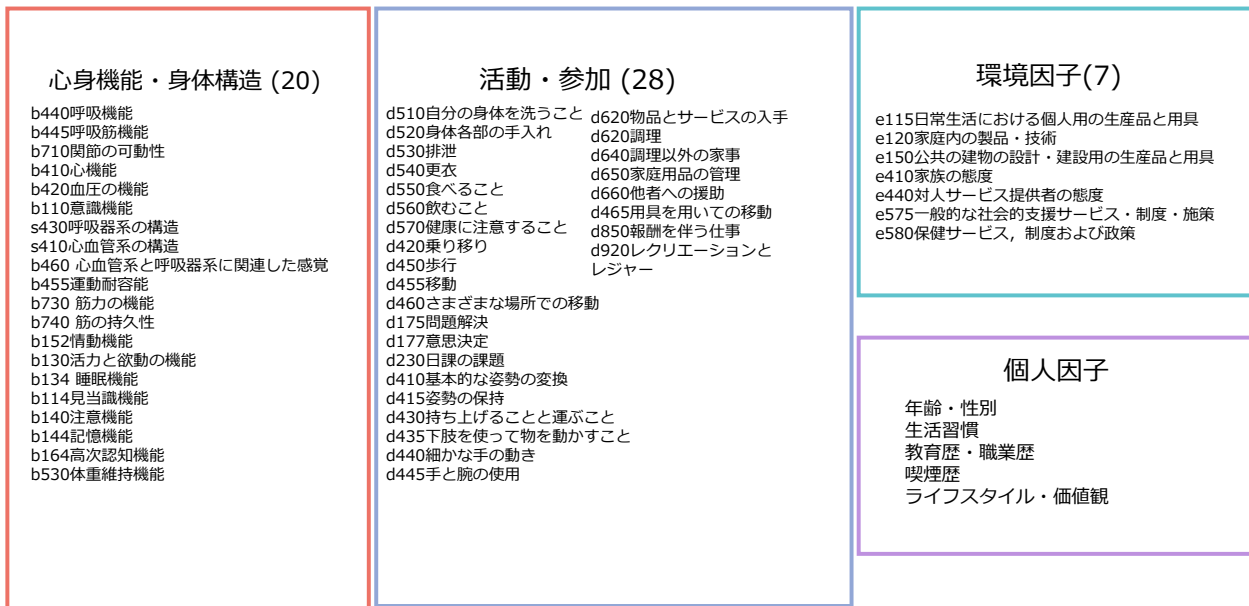 心身機能・身体構造 (20)
b440呼吸機能
b445呼吸筋機能
b710関節の可動性
b410心機能
b420血圧の機能
b110意識機能
s430呼吸器系の構造
s410心血管系の構造
b460 心血管系と呼吸器系に関連した感覚
b455運動耐容能
b730 筋力の機能
b740 筋の持久性
b152情動機能
b130活力と欲動の機能
b134 睡眠機能
b114見当識機能
b140注意機能
b144記憶機能
b164高次認知機能
b530体重維持機能
活動・参加 (28)
d510自分の身体を洗うこと
d520身体各部の手入れ
d530排泄
d540更衣
d550食べること
d560飲むこと
d570健康に注意すること
d420乗り移り
d450歩行
d455移動
d460さまざまな場所での移動
d175問題解決
d177意思決定
d230日課の課題
d410基本的な姿勢の変換
d415姿勢の保持
d430持ち上げることと運ぶこと
d435下肢を使って物を動かすこと
d440細かな手の動き
d445手と腕の使用
d620物品とサービスの入手
d620調理
d640調理以外の家事
d650家庭用品の管理
d660他者への援助
d465用具を用いての移動
d850報酬を伴う仕事
d920レクリエーションと
レジャー
環境因子(7)
e115日常生活における個人用の生産品と用具
e120家庭内の製品・技術
e150公共の建物の設計・建設用の生産品と用具
e410家族の態度
e440対人サービス提供者の態度
e575一般的な社会的支援サービス・制度・施策
e580保健サービス，制度および政策
個人因子
年齢・性別
生活習慣
教育歴・職業歴
喫煙歴
ライフスタイル・価値観